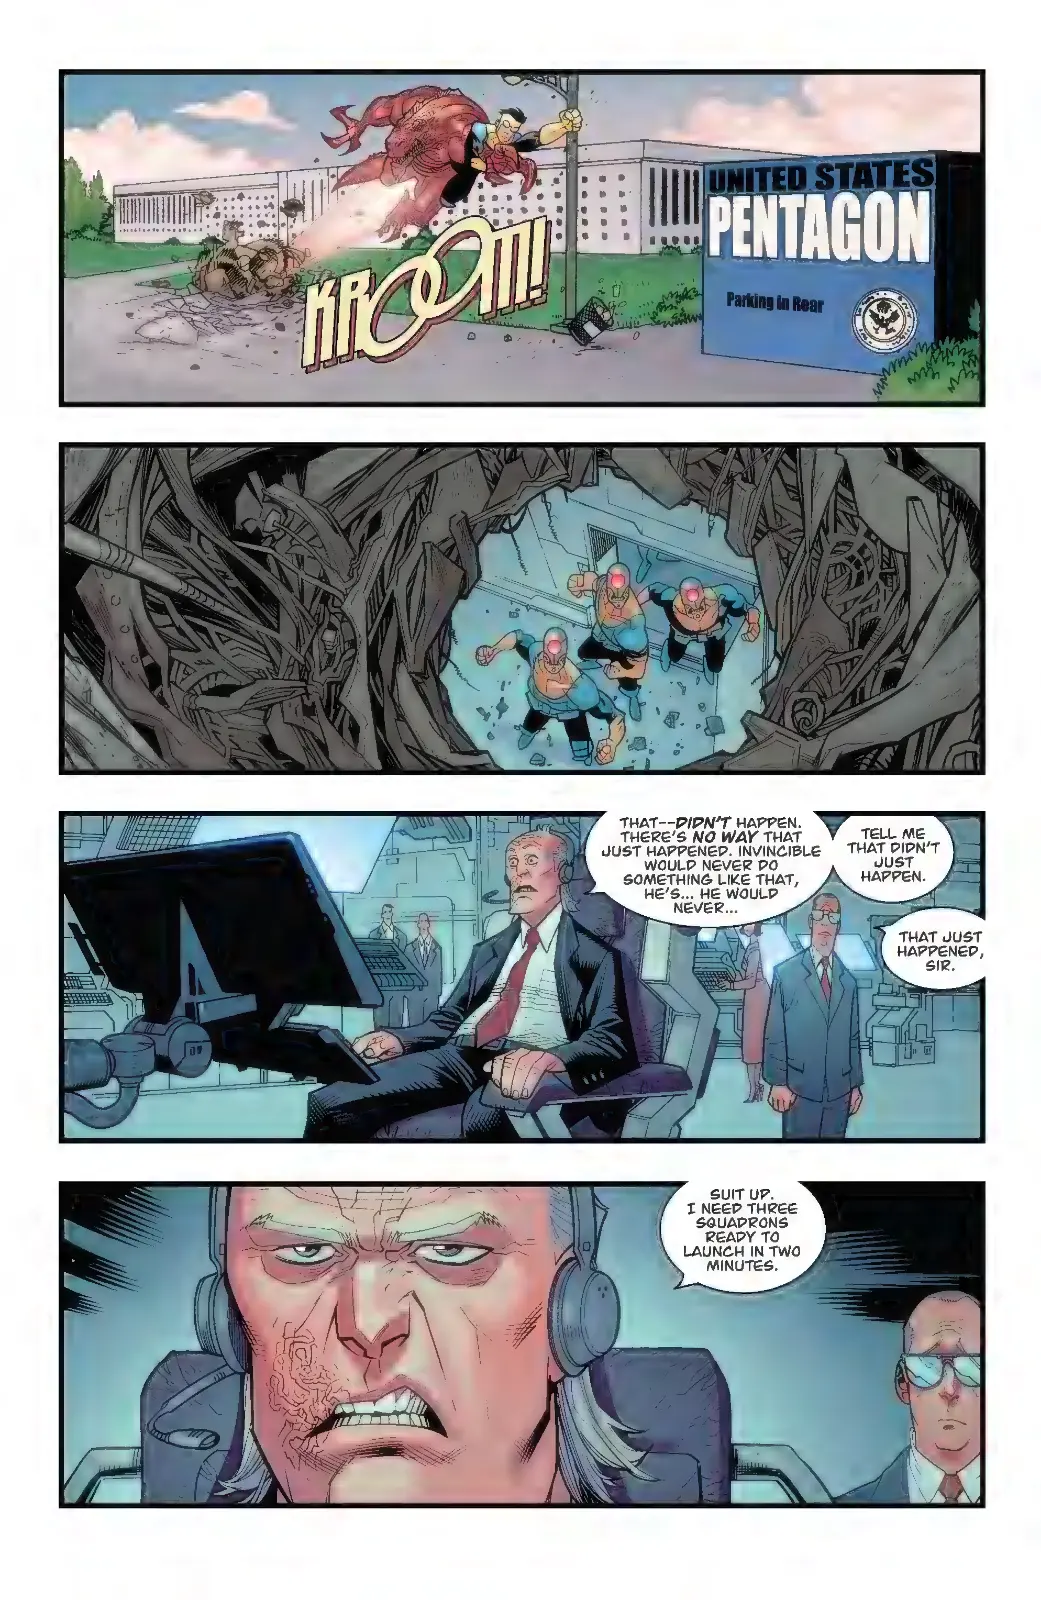 UNITED STATES
PENTAGON
Parking in Rear
KROOM!
THAT--DIDN'T HAPPEN.
THERE'S NO WAY THAT
JUST HAPPENED. INVINCIBLE
WOULD NEVER DO
SOMETHING LIKE THAT,
HE'S... HE WOULD
NEVER...
TELL ME
THAT DIDN'T
JUST
HAPPEN.
THAT JUST
HAPPENED,
SIR.
SUIT UP.
I NEED THREE
SQUADRONS
READY TO
LAUNCH IN TWO
MINUTES.